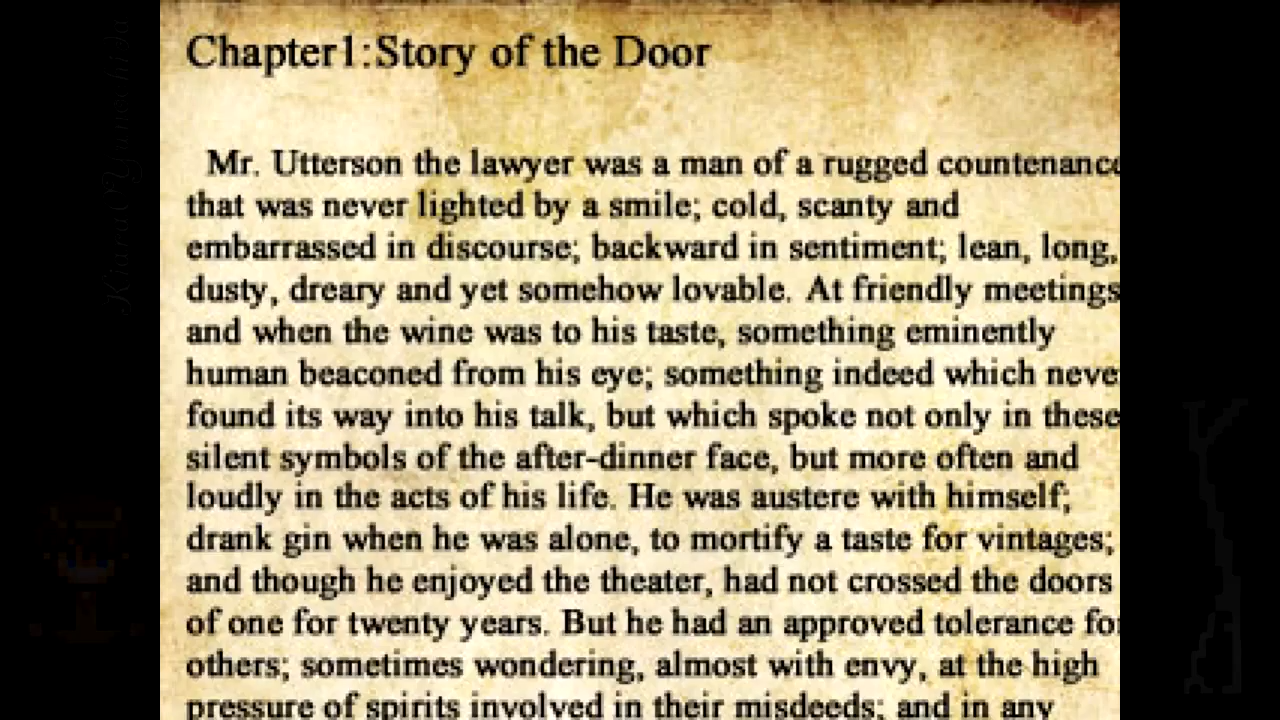 Chapter1:Story of the Door
Mr. Utterson the lawyer was a man of a rugged countenanc
that was never lighted by a smile; cold, scanty and
embarrassed in discourse; backward in sentiment; lean, long,
dusty, dreary and yet somehow lovable. At friendly meetings
and when the wine was to his taste, something eminently
human beaconed from his eye; something indeed which neve
found its way into his talk, but which spoke not only in these
silent symbols of the after-dinner face, but more often and
loudly in the acts of his life. He was austere with himself;
drank gin when he was alone, to mortify a taste for vintages;
and though he enjoyed the theater, had not crossed the doors
of one for twenty years. But he had an approved tolerance fo
others; sometimes wondering, almost with envy, at the high
pressure of spirits involved in their misdeeds; and in any